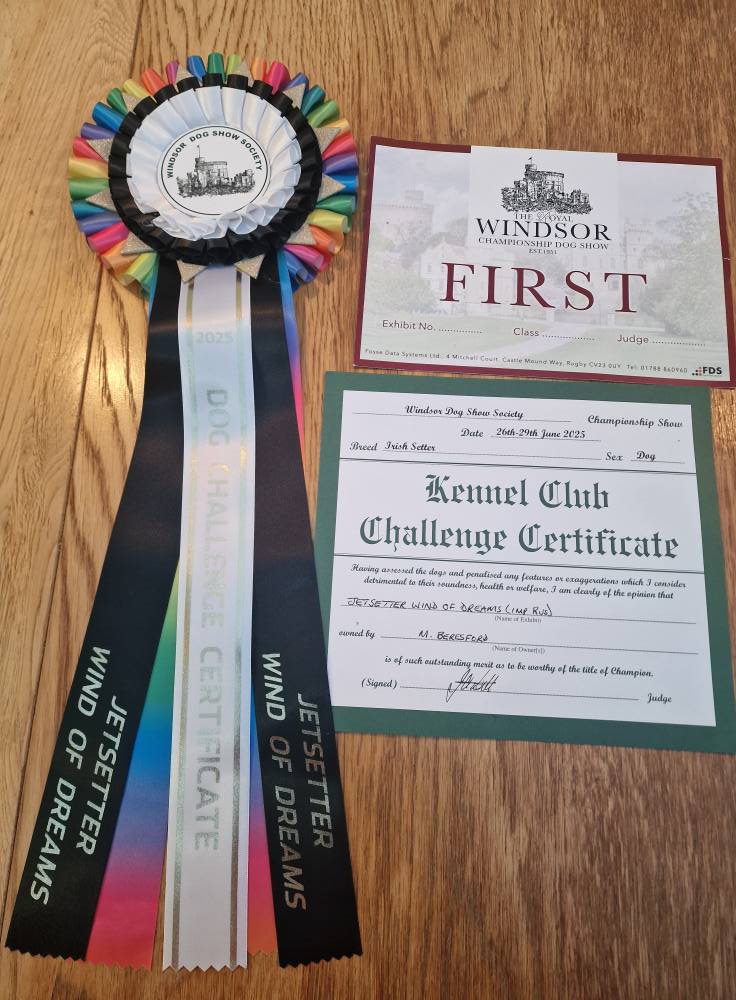 WINDSOR DOG SHOW SOCIETY
2025
DOG CHALLENGE CERTIFICATE
JETSETTER
WIND OF DREAMS
JETSETTER
WIND OF DREAMS
THE Royal
WINDSOR
CHAMPIONSHIP DOG SHOW
EST 1951
FIRST
Exhibit No. ............... Class .................. Judge ..................
Fosse Data Systems Ltd., 4 Mitchell Court, Castle Mound Way, Rugby CV23 0UY Tel: 01788 860960 FDS
Windsor Dog Show Society Championship Show
Date 26th-29th June 2025
Breed Irish Setter Sex Dog
Kennel Club
Challenge Certificate
Having assessed the dogs and penalised any features or exaggerations which I consider
detrimental to their soundness, health or welfare, I am clearly of the opinion that
JETSETTER WIND OF DREAMS (IMP RUS)
(Name of Exhibit)
owned by M. BERESFORD
(Name of Owner(s))
is of such outstanding merit as to be worthy of the title of Champion.
(Signed) Judge